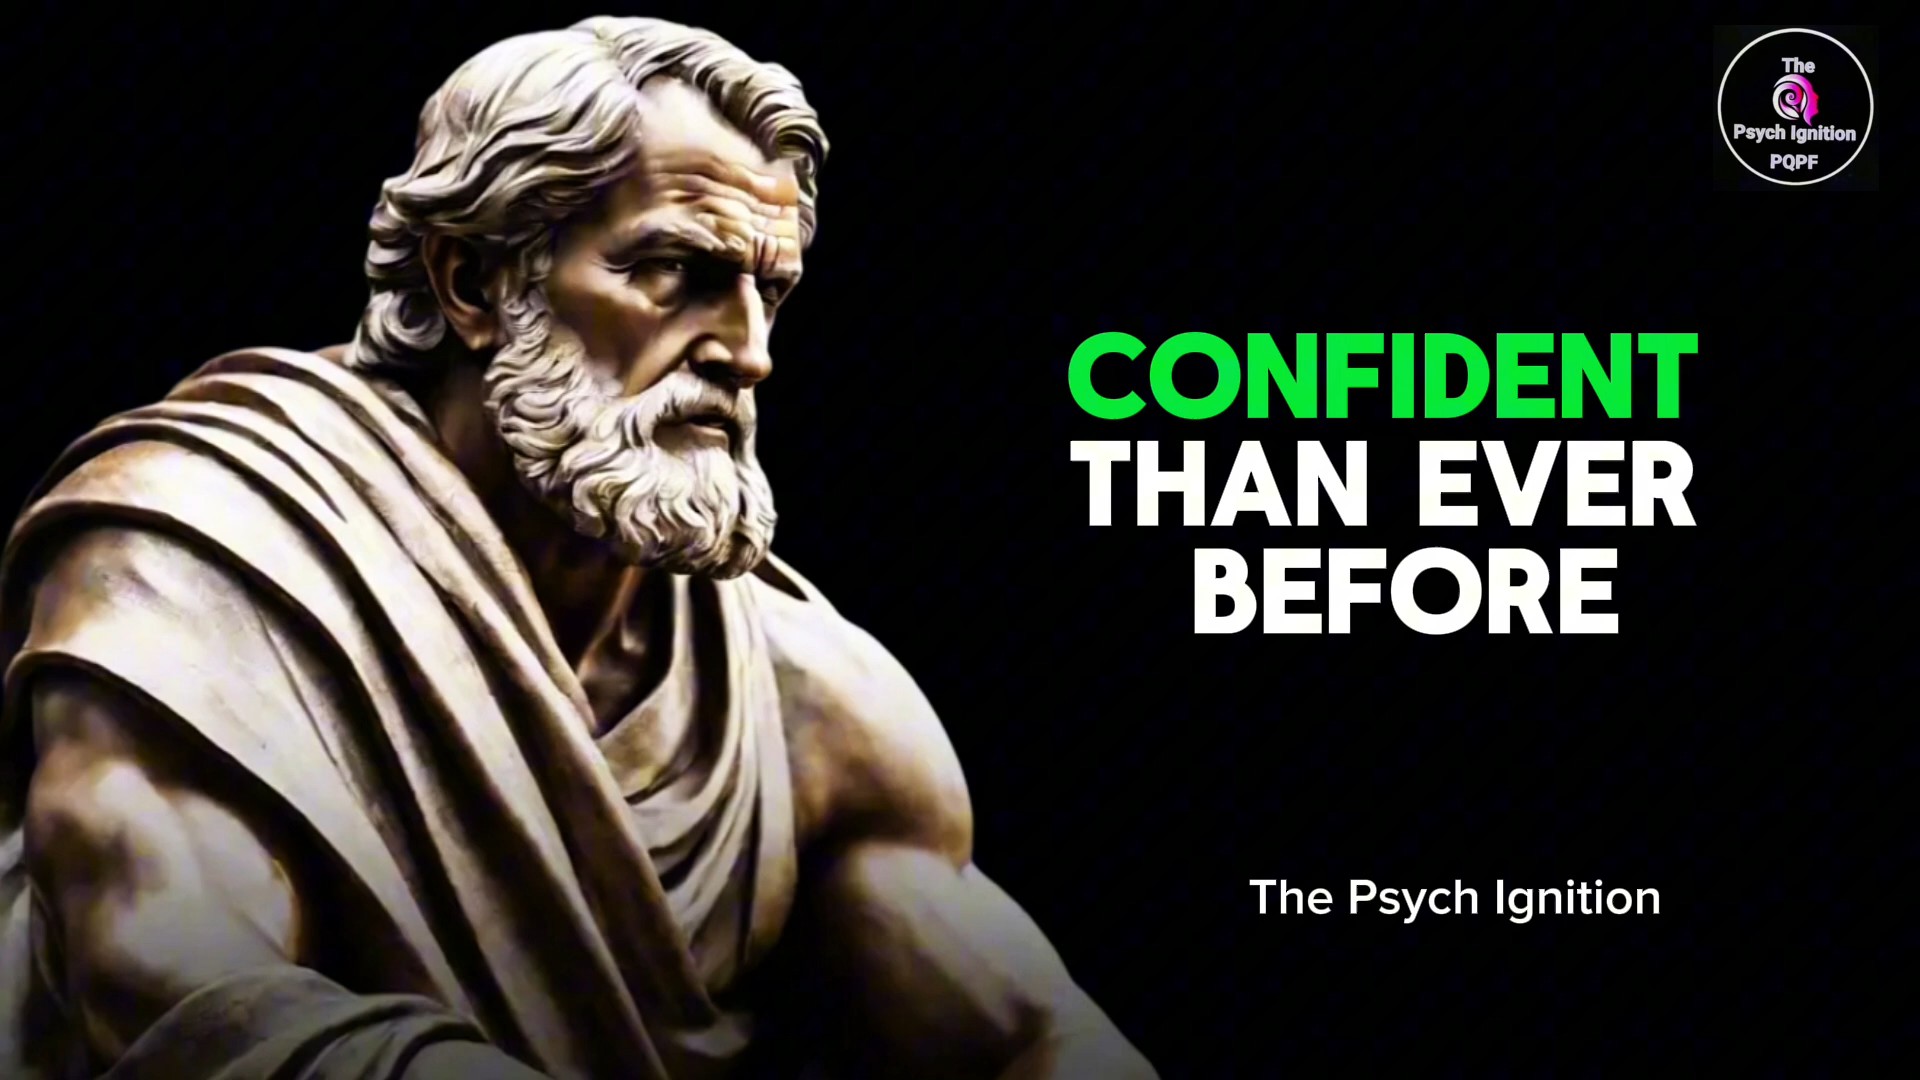 The
Psych Ignition
PQPF
CONFIDENT
THAN EVER
BEFORE
The Psych Ignition